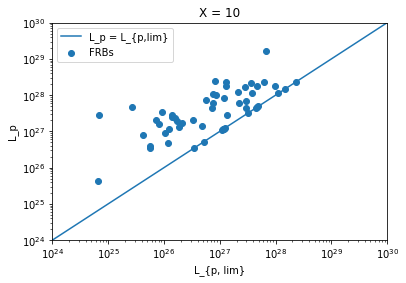 X = 10
L_p = L_{p,lim}
FRBs
10^30
10^29
10^28
10^27
10^26
10^25
10^24
L_p
10^24 10^25 10^26 10^27 10^28 10^29 10^30
L_{p, lim}